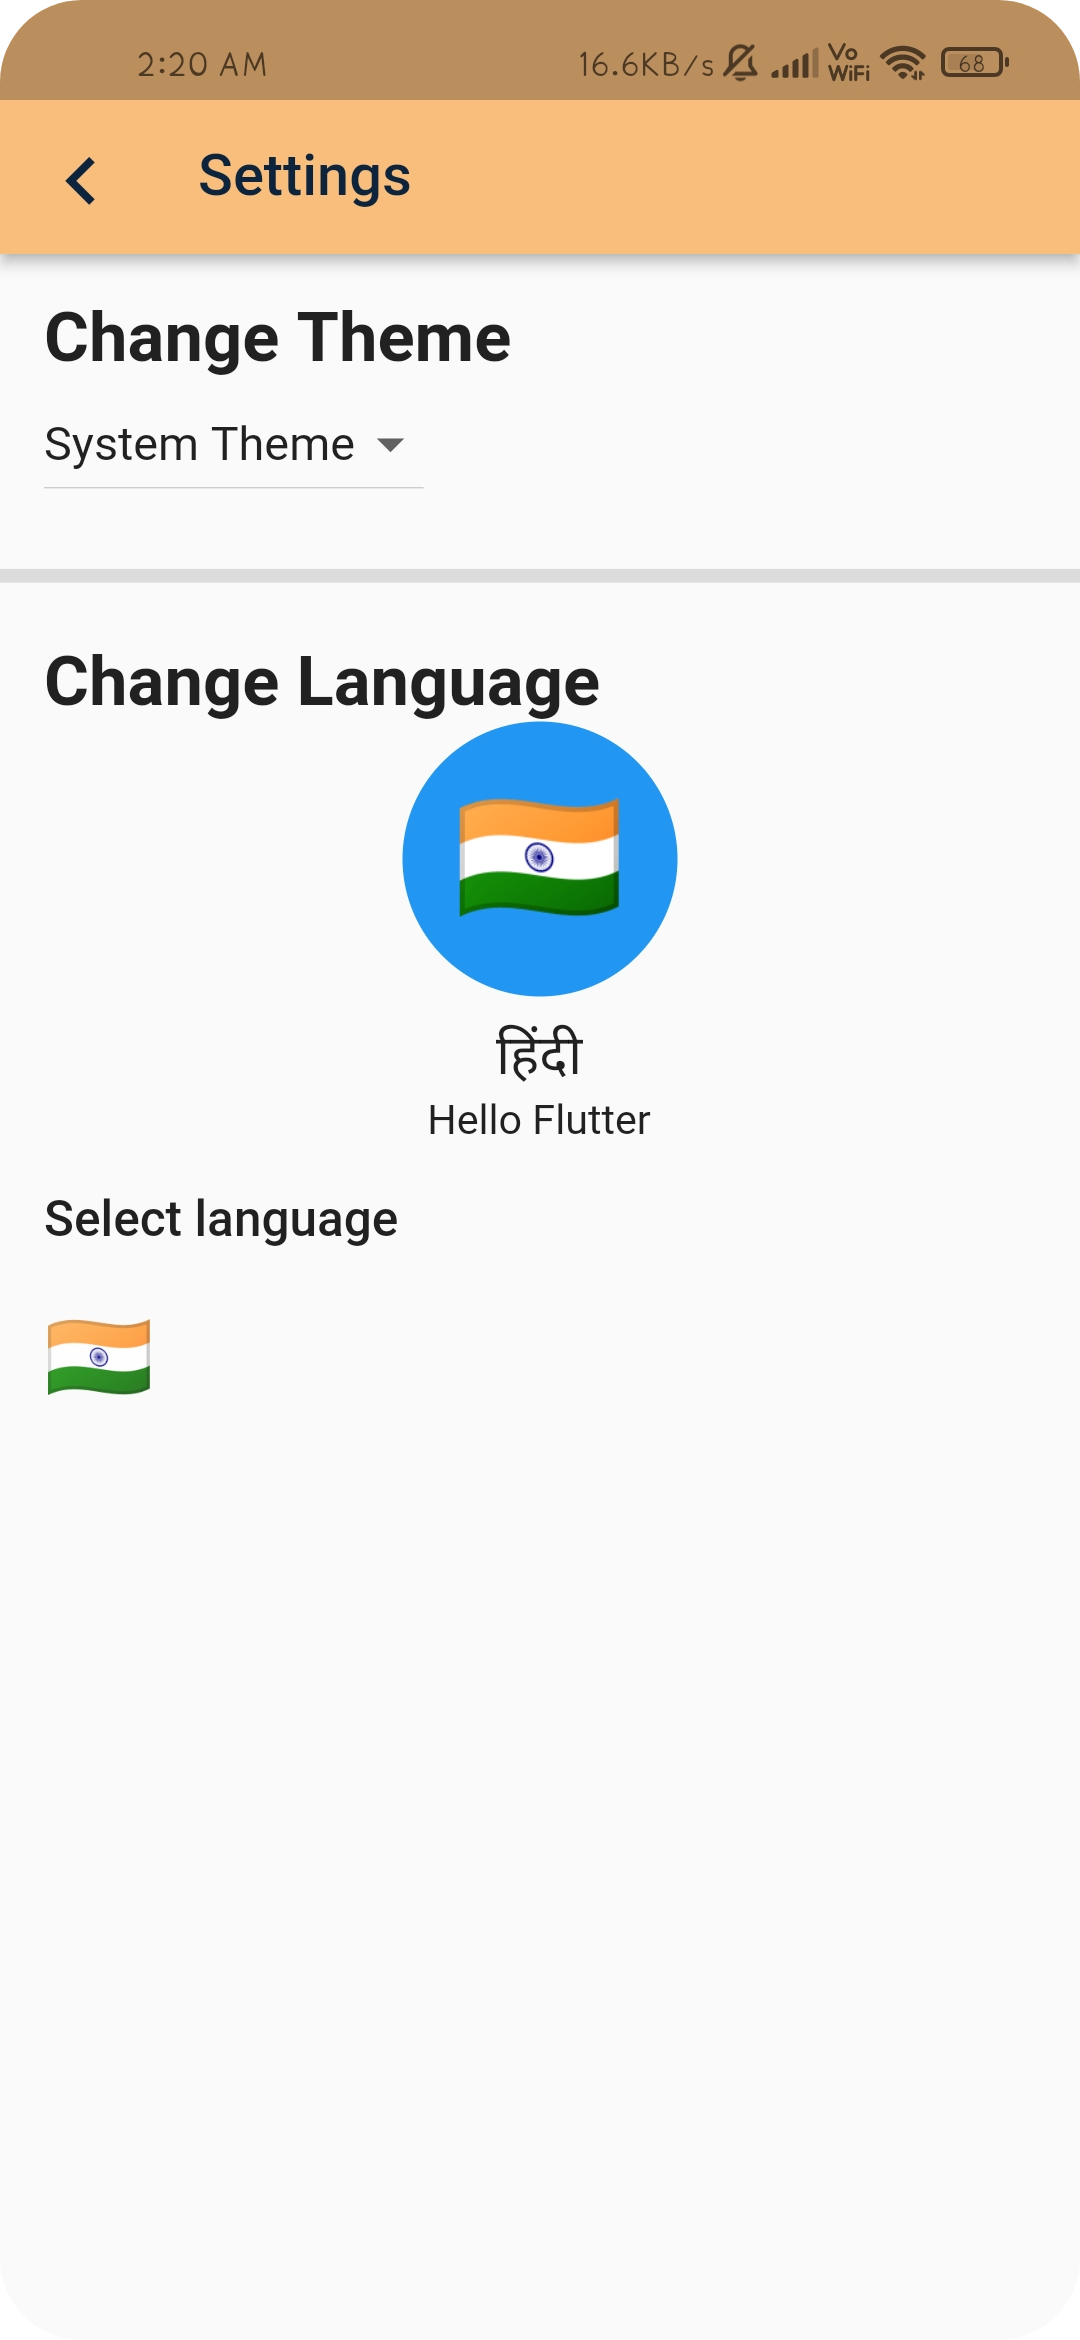 2:20 AM 16.6KB/s Vo WiFi 68
Settings
Change Theme
System Theme
Change Language
हिंदी
Hello Flutter
Select language